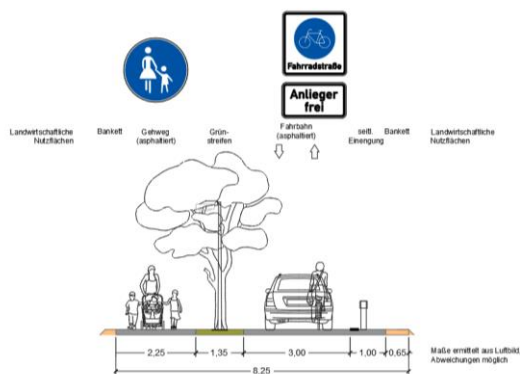 Fahrradstraße
Anlieger
frei
Landwirtschaftliche
Nutzflächen
Bankett
Gehweg
(asphaltiert)
Grün-
streifen
Fahrbahn
(asphaltiert)
seitl.
Einengung
Bankett
Landwirtschaftliche
Nutzflächen
2,25
1,35
3,00
1,00
0,65
8,25
Maße ermittelt aus Luftbild,
Abweichungen möglich